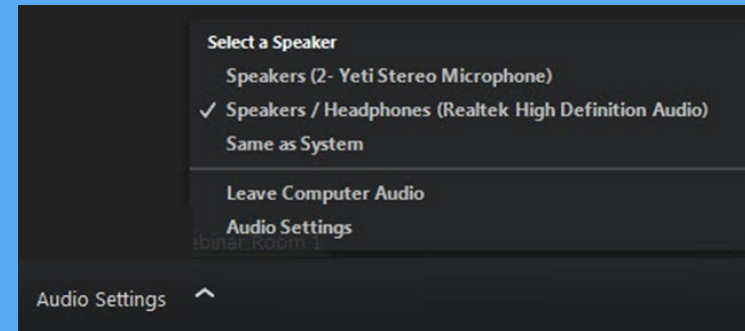 Select a Speaker
Speakers (2- Yeti Stereo Microphone)
✓ Speakers / Headphones (Realtek High Definition Audio)
Same as System
Leave Computer Audio
Audio Settings
ebinar Room 1
Audio Settings